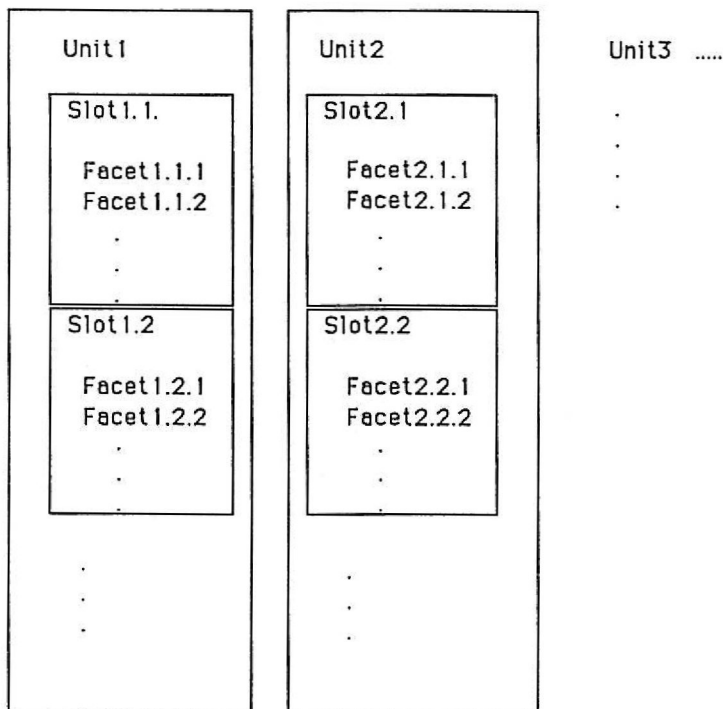 Unit1
Slot1.1.
Facet1.1.1
Facet1.1.2
.
.
.
Slot1.2
Facet1.2.1
Facet1.2.2
.
.
.
.
.
.
Unit2
Slot2.1
Facet2.1.1
Facet2.1.2
.
.
.
Slot2.2
Facet2.2.1
Facet2.2.2
.
.
.
.
.
.
Unit3 .....
.
.
.
.